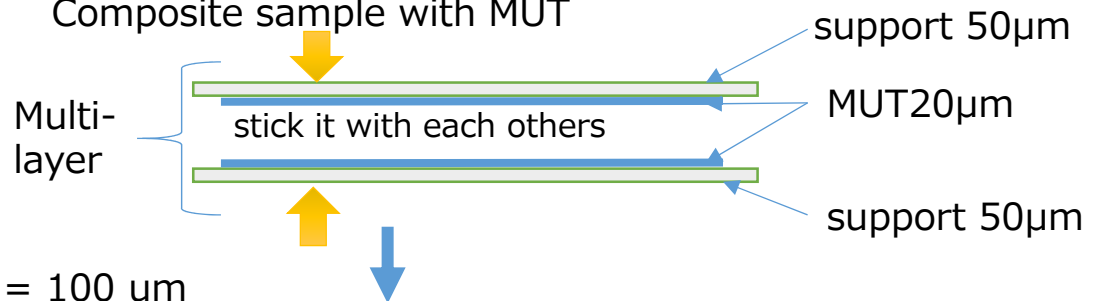 Composite sample with MUT
support 50μm
Multi-
layer
MUT20μm
stick it with each others
support 50μm
= 100 um